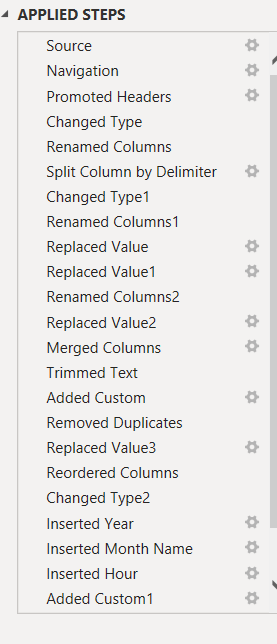 APPLIED STEPS
Source
Navigation
Promoted Headers
Changed Type
Renamed Columns
Split Column by Delimiter
Changed Type1
Renamed Columns1
Replaced Value
Replaced Value1
Renamed Columns2
Replaced Value2
Merged Columns
Trimmed Text
Added Custom
Removed Duplicates
Replaced Value3
Reordered Columns
Changed Type2
Inserted Year
Inserted Month Name
Inserted Hour
Added Custom1